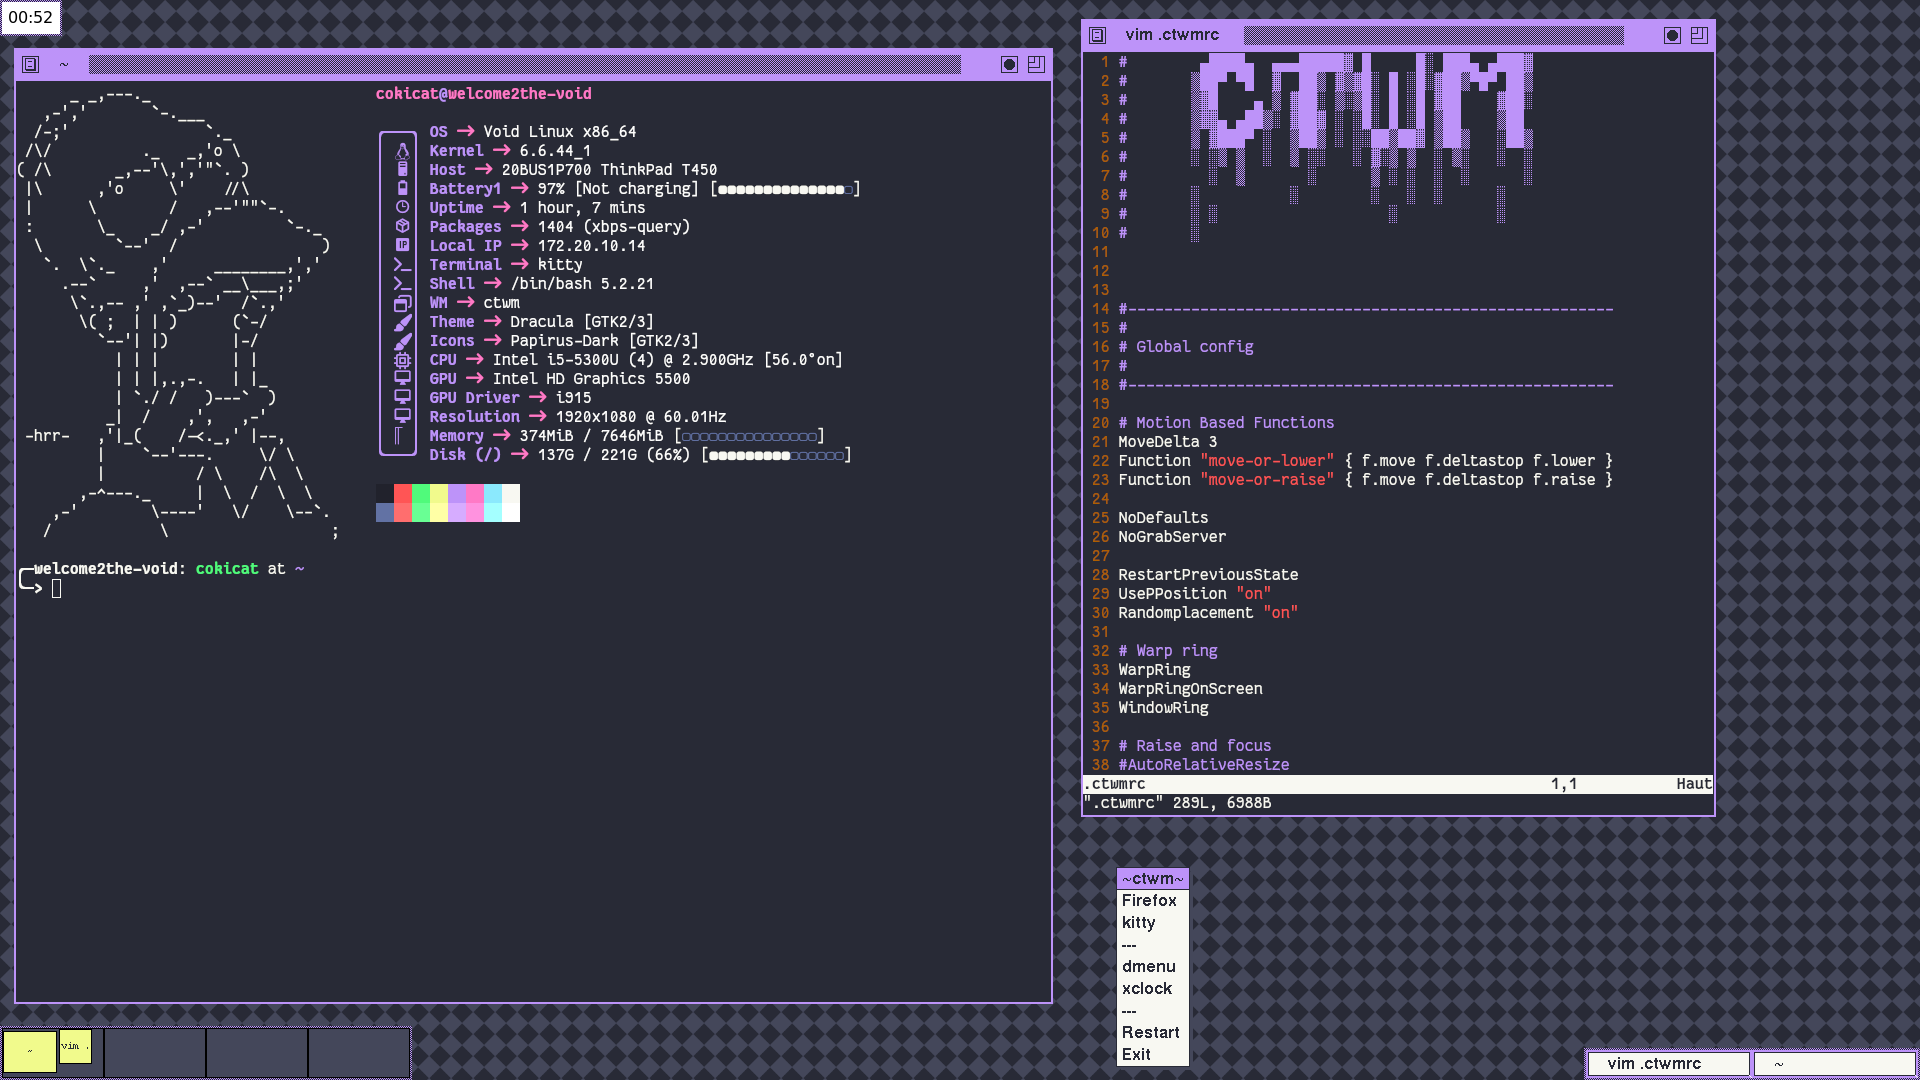 00:52
~
cokicat@welcome2the-void
OS → Void Linux x86_64
Kernel → 6.6.44_1
Host → 20BUS1P700 ThinkPad T450
Battery1 → 97% [Not charging]
Uptime → 1 hour, 7 mins
Packages → 1404 (xbps-query)
Local IP → 172.20.10.14
Terminal → kitty
Shell → /bin/bash 5.2.21
WM → ctwm
Theme → Dracula [GTK2/3]
Icons → Papirus-Dark [GTK2/3]
CPU → Intel i5-5300U (4) @ 2.900GHz [56.0°on]
GPU → Intel HD Graphics 5500
GPU Driver → i915
Resolution → 1920x1080 @ 60.01Hz
Memory → 374MiB / 7646MiB
Disk (/) → 137G / 221G (66%)
-hrr-
welcome2the-void: cokicat at ~
>
vim .ctwmrc
CTWM
1 #
2 #
3 #
4 #
5 #
6 #
7 #
8 #
9 #
10 #
11
12
13
14 #------------------------------------------------------
15 #
16 # Global config
17 #
18 #------------------------------------------------------
19
20 # Motion Based Functions
21 MoveDelta 3
22 Function "move-or-lower" { f.move f.deltastop f.lower }
23 Function "move-or-raise" { f.move f.deltastop f.raise }
24
25 NoDefaults
26 NoGrabServer
27
28 RestartPreviousState
29 UsePPosition "on"
30 Randomplacement "on"
31
32 # Warp ring
33 WarpRing
34 WarpRingOnScreen
35 WindowRing
36
37 # Raise and focus
38 #AutoRelativeResize
.ctwmrc 1,1 Haut
".ctwmrc" 289L, 6988B
~ctwm~
Firefox
kitty
---
dmenu
xclock
---
Restart
Exit
~
vim .
vim .ctwmrc
~